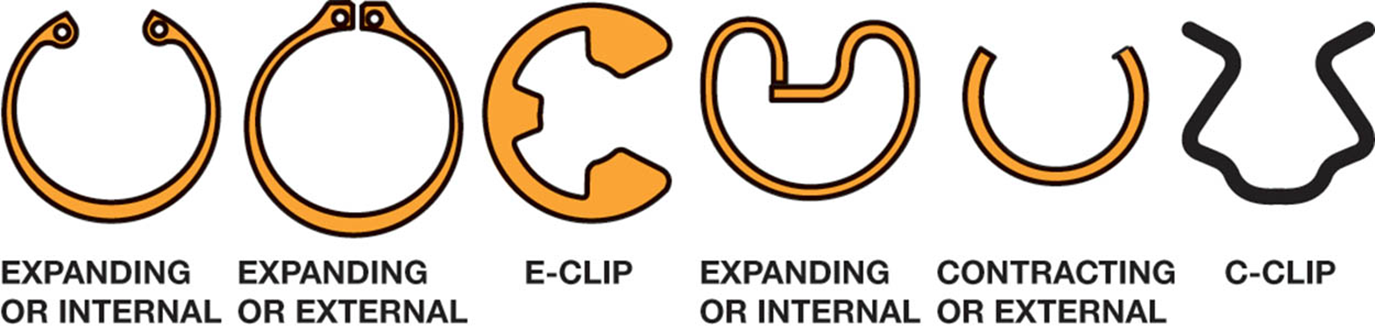 EXPANDING
OR INTERNAL
EXPANDING
OR EXTERNAL
E-CLIP
EXPANDING
OR INTERNAL
CONTRACTING
OR EXTERNAL
C-CLIP